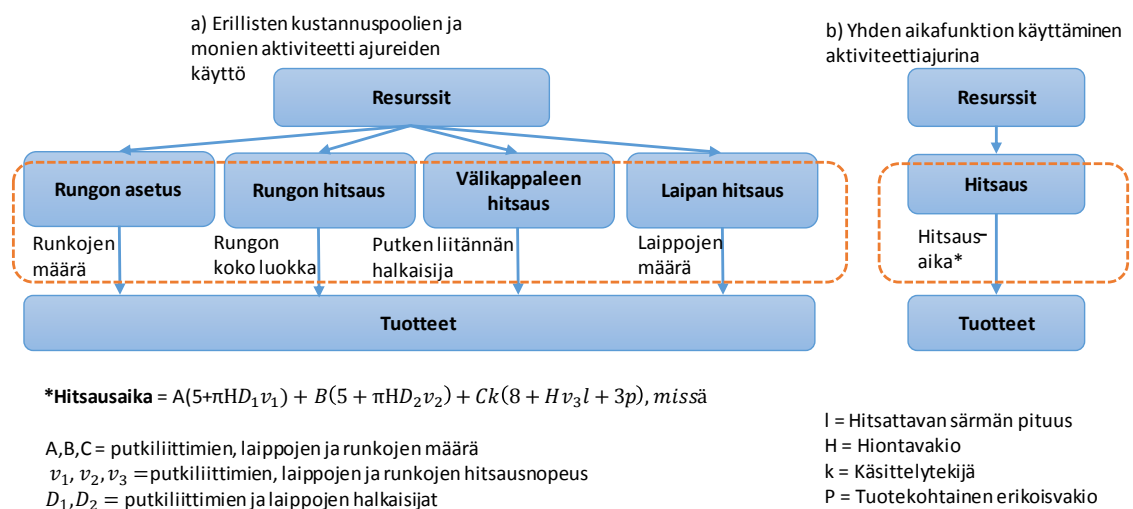 a) Erillisten kustannuspoolien ja
monien aktiviteetti ajureiden
käyttö
Resurssit
Rungon asetus
Rungon hitsaus
Välikappaleen
hitsaus
Laipan hitsaus
Runkojen
määrä
Rungon
koko luokka
Putken liitännän
halkaisija
Laippojen
määrä
Tuotteet
b) Yhden aikafunktion käyttäminen
aktiviteettiajurina
Resurssit
Hitsaus
Hitsaus-
aika*
Tuotteet
*Hitsausaika = A(5+πHD₁v₁) + B(5 + πHD₂v₂) + Ck(8 + Hv₃l + 3p), missä
A,B,C = putkiliittimien, laippojen ja runkojen määrä
v₁, v₂, v₃ =putkiliittimien, laippojen ja runkojen hitsausnopeus
D₁,D₂ = putkiliittimien ja laippojen halkaisijat
l = Hitsattavan särmän pituus
H = Hiontavakio
k = Käsittelytekijä
P = Tuotekohtainen erikoisvakio